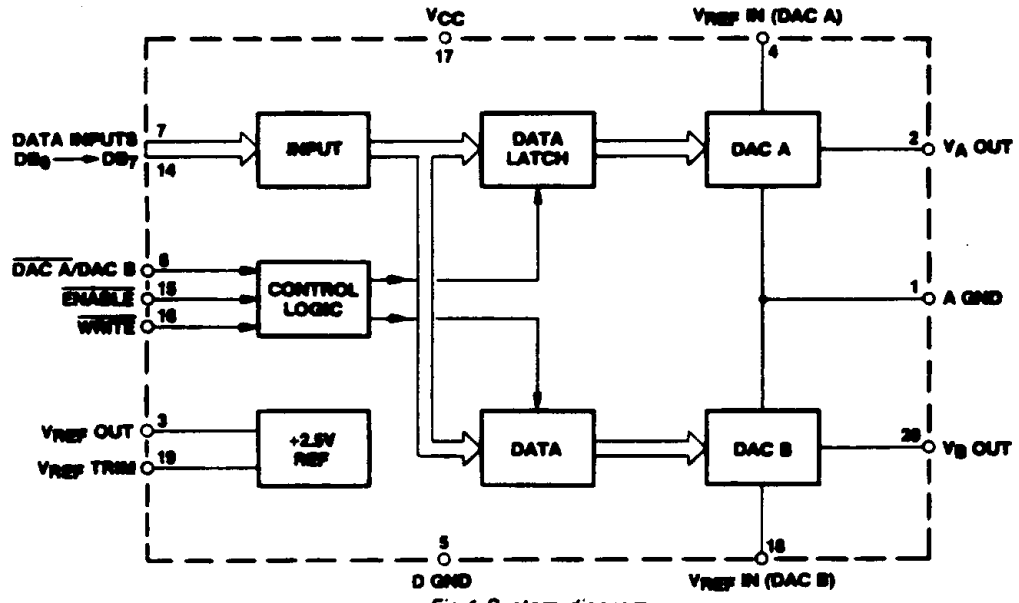 VCC
17
VREF IN (DAC A)
4
DATA INPUTS
DB0 → DB7
7
14
INPUT
DATA
LATCH
DAC A
2
VA OUT
DAC A/DAC B
6
ENABLE
15
WRITE
16
CONTROL
LOGIC
1
A GND
VREF OUT
3
VREF TRIM
19
+2.5V
REF
DATA
DAC B
20
VB OUT
5
D GND
18
VREF IN (DAC B)
System diagram